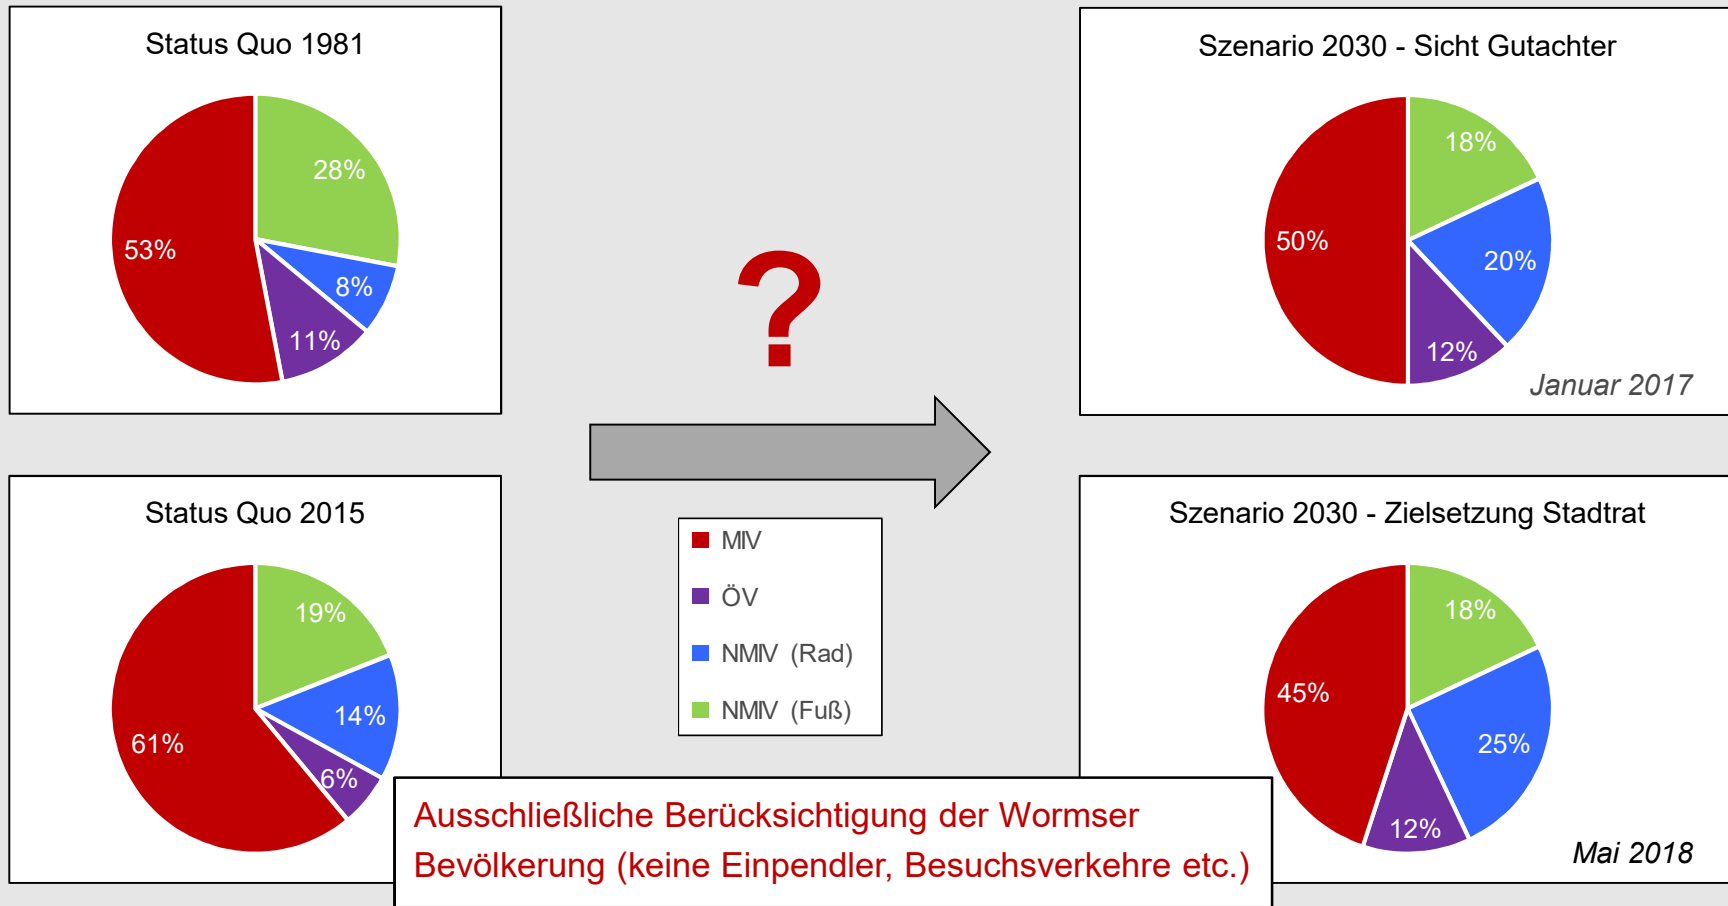 Status Quo 1981
28%
8%
11%
53%
Status Quo 2015
19%
14%
6%
61%
?
MIV
ÖV
NMIV (Rad)
NMIV (Fuß)
Szenario 2030 - Sicht Gutachter
18%
20%
12%
50%
Januar 2017
Szenario 2030 - Zielsetzung Stadtrat
18%
25%
12%
45%
Mai 2018
Ausschließliche Berücksichtigung der Wormser
Bevölkerung (keine Einpendler, Besuchsverkehre etc.)